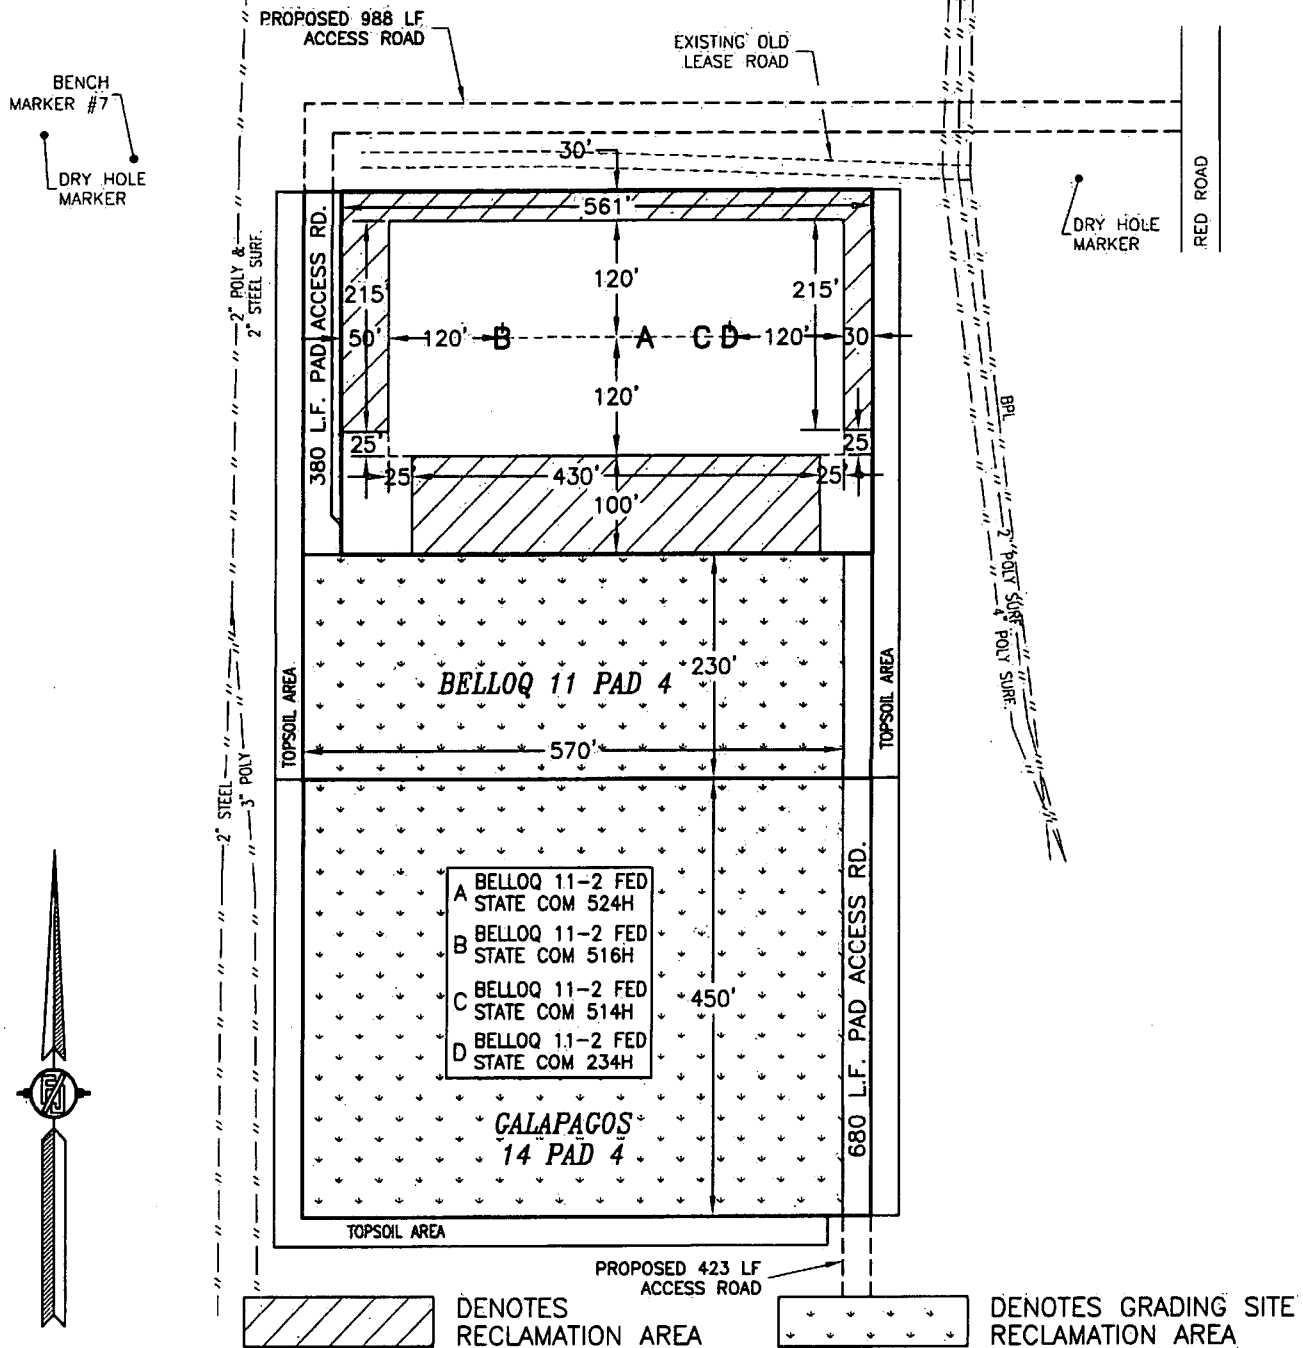 PROPOSED 988 LF
ACCESS ROAD
EXISTING OLD
LEASE ROAD
BENCH
MARKER #7
DRY HOLE
MARKER
DRY HOLE
MARKER
RED ROAD
30'
561'
380 L.F. PAD ACCESS RD.
2" POLY &
2" STEEL SURF.
215'
120'
215'
50'
120'
B
A
C
D
120'
30
120'
25'
25
25'
430'
25'
100'
BPL
2" POLY SURF.
4" POLY SURF.
230'
BELLOQ 11 PAD 4
TOPSOIL AREA
TOPSOIL AREA
570'
2" STEEL
3" POLY
A BELLOQ 11-2 FED
STATE COM 524H
B BELLOQ 11-2 FED
STATE COM 516H
C BELLOQ 11-2 FED
STATE COM 514H
D BELLOQ 11-2 FED
STATE COM 234H
450'
680 L.F. PAD ACCESS RD.
GALAPAGOS
14 PAD 4
TOPSOIL AREA
PROPOSED 423 LF
ACCESS ROAD
DENOTES
RECLAMATION AREA
DENOTES GRADING SITE
RECLAMATION AREA